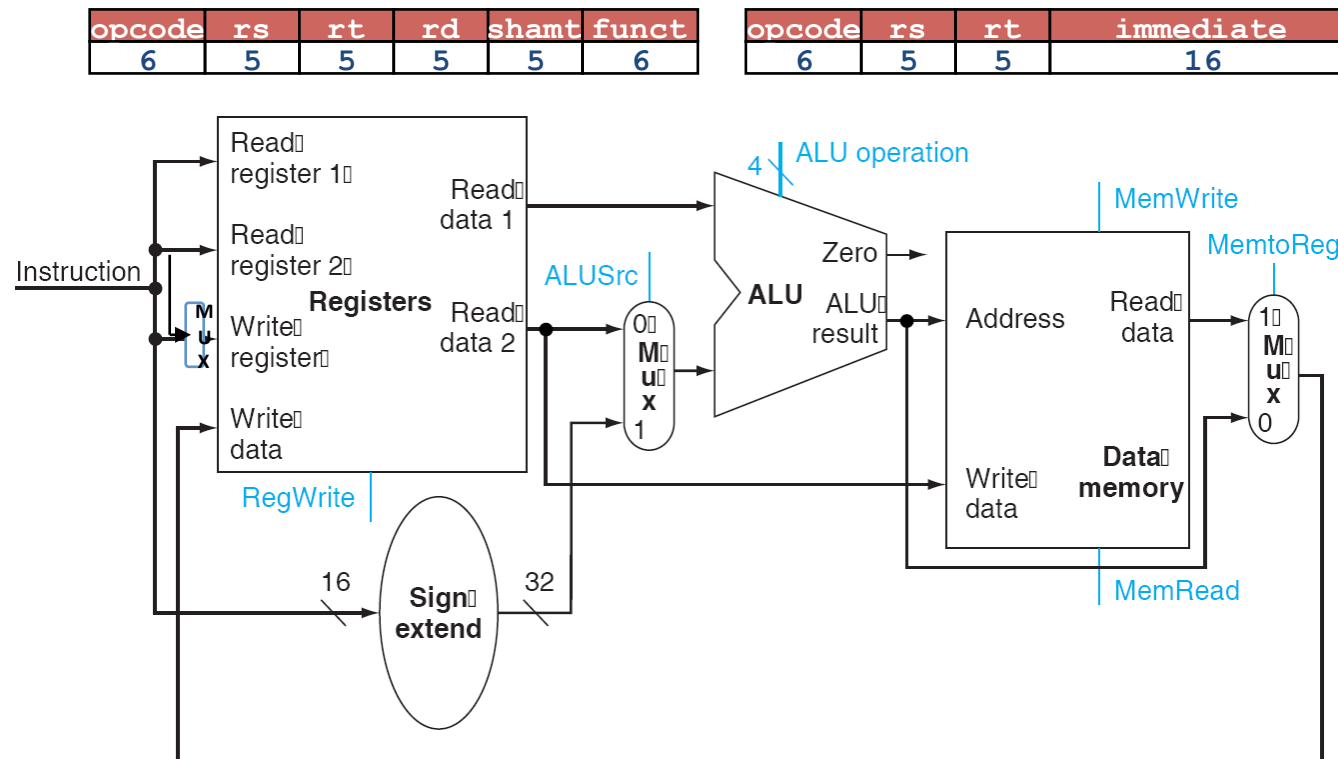 opcode rs rt rd shamt funct
6 5 5 5 5 6
opcode rs rt immediate
6 5 5 16
Instruction
Read
register 1
Read
register 2
M
u
x
Write
register
Write
data
Registers
Read
data 1
Read
data 2
RegWrite
16
Sign
extend
32
ALUSrc
0
M
u
x
1
4
ALU operation
Zero
ALU
ALU
result
MemWrite
Address
Read
data
Write
data
Data
memory
MemRead
MemtoReg
1
M
u
x
0